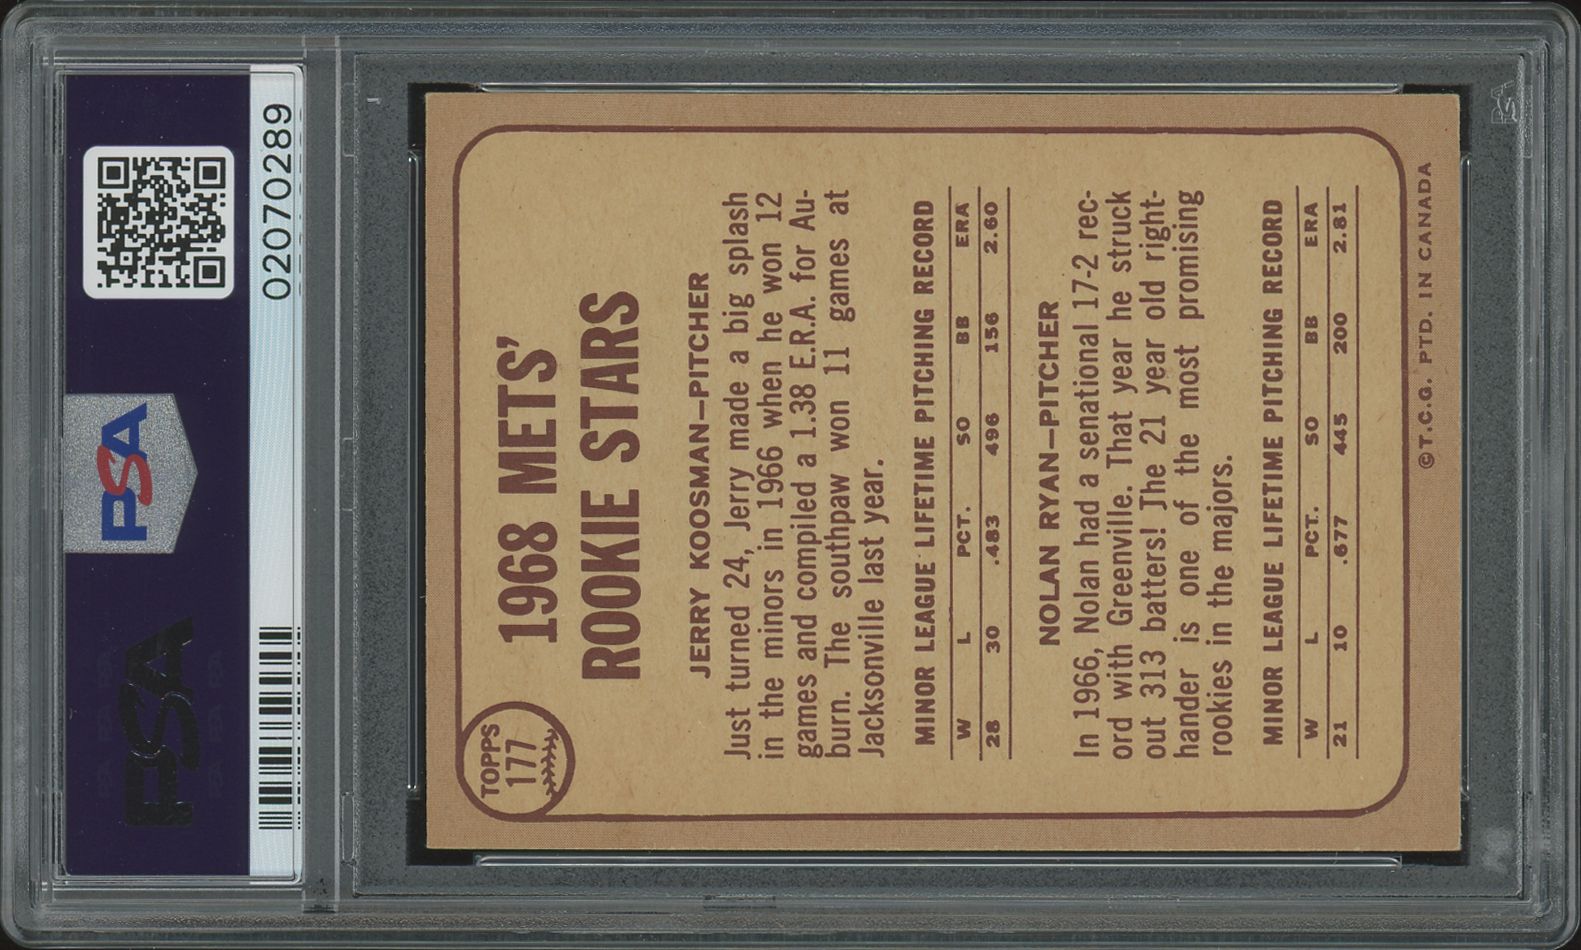 PSA
PSA
02070289
TOPPS
177
1968 METS'
ROOKIE STARS
JERRY KOOSMAN-PITCHER
Just turned 24, Jerry made a big splash
in the minors in 1966 when he won 12
games and compiled a 1.38 E.R.A. for Au-
burn. The southpaw won 11 games at
Jacksonville last year.
MINOR LEAGUE LIFETIME PITCHING RECORD
W L PCT. SO BB ERA
28 30 .483 496 156 2.60
NOLAN RYAN-PITCHER
In 1966, Nolan had a senational 17-2 rec-
ord with Greenville. That year he struck
out 313 batters! The 21 year old right-
hander is one of the most promising
rookies in the majors.
MINOR LEAGUE LIFETIME PITCHING RECORD
W L PCT. SO BB ERA
21 10 .677 445 200 2.81
© T.C.G. PTD. IN CANADA
PSA